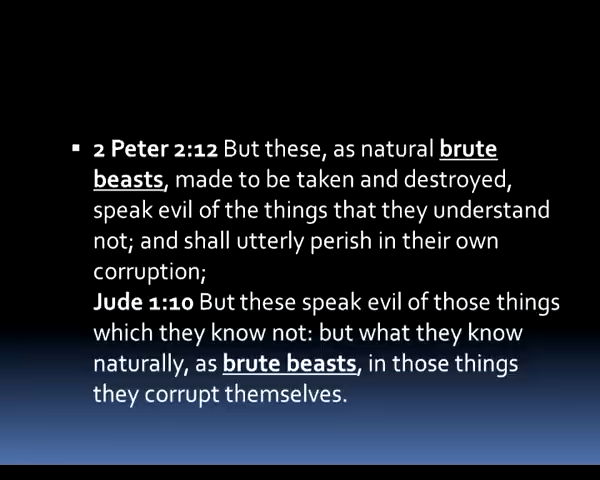 ▪ 2 Peter 2:12 But these, as natural brute
beasts, made to be taken and destroyed,
speak evil of the things that they understand
not; and shall utterly perish in their own
corruption;
Jude 1:10 But these speak evil of those things
which they know not: but what they know
naturally, as brute beasts, in those things
they corrupt themselves.